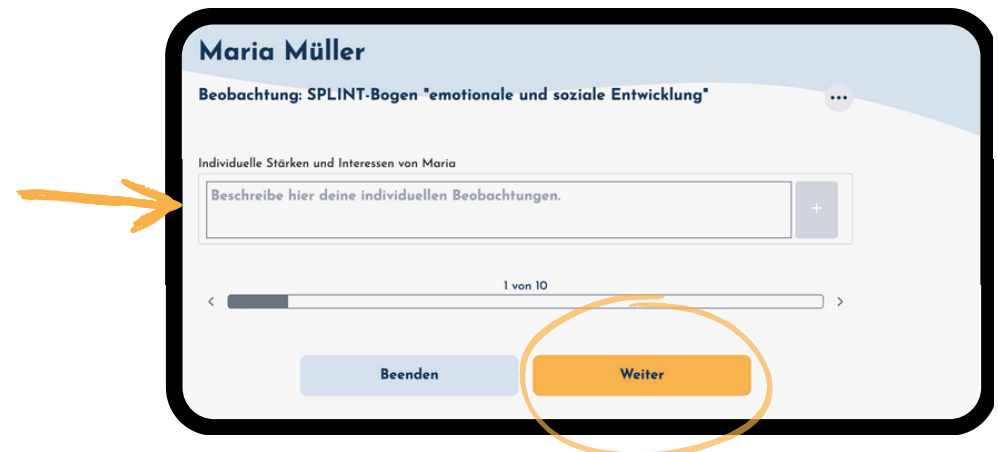 Maria Müller
Beobachtung: SPLINT-Bogen "emotionale und soziale Entwicklung"
Individuelle Stärken und Interessen von Maria
Beschreibe hier deine individuellen Beobachtungen.
1 von 10
Beenden
Weiter